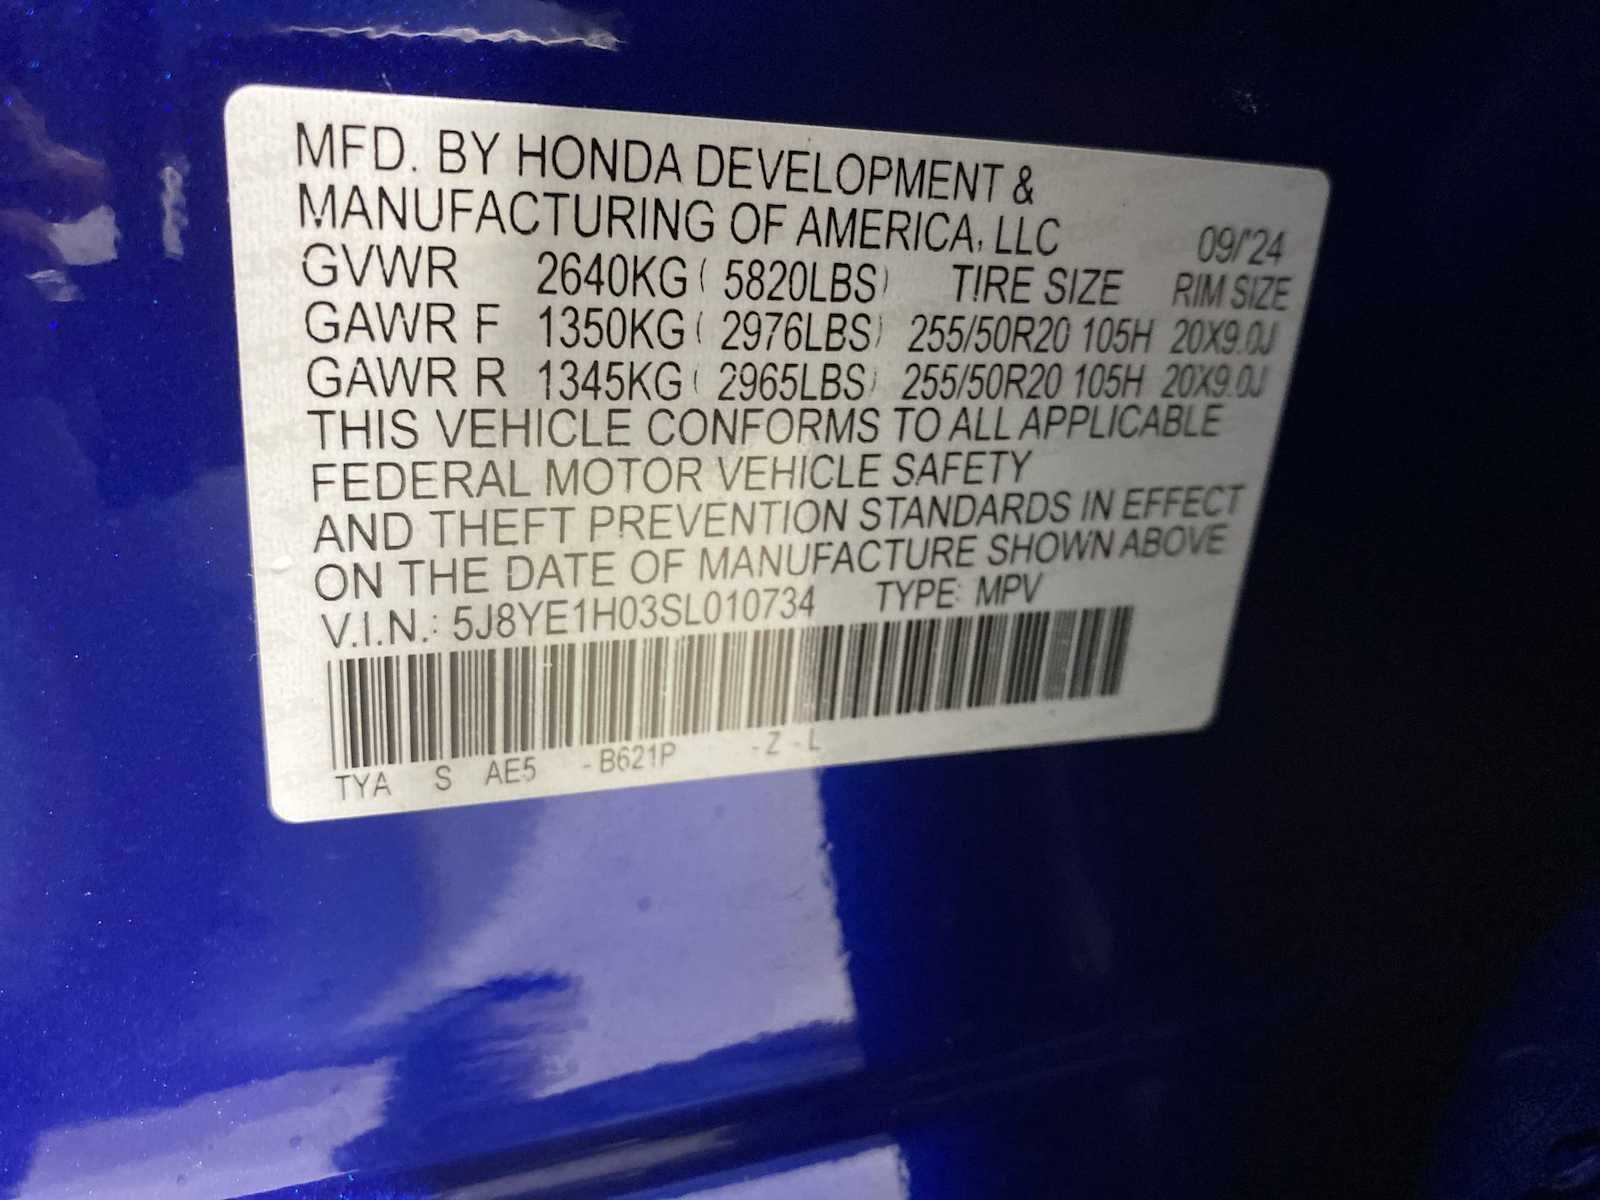 MFD. BY HONDA DEVELOPMENT &
MANUFACTURING OF AMERICA, LLC 09/'24
GVWR 2640KG ( 5820LBS) TIRE SIZE RIM SIZE
GAWR F 1350KG ( 2976LBS) 255/50R20 105H 20X9.0J
GAWR R 1345KG ( 2965LBS) 255/50R20 105H 20X9.0J
THIS VEHICLE CONFORMS TO ALL APPLICABLE
FEDERAL MOTOR VEHICLE SAFETY
AND THEFT PREVENTION STANDARDS IN EFFECT
ON THE DATE OF MANUFACTURE SHOWN ABOVE
V.I.N.: 5J8YE1H03SL010734 TYPE: MPV
TYA S AE5 -B621P -Z -L